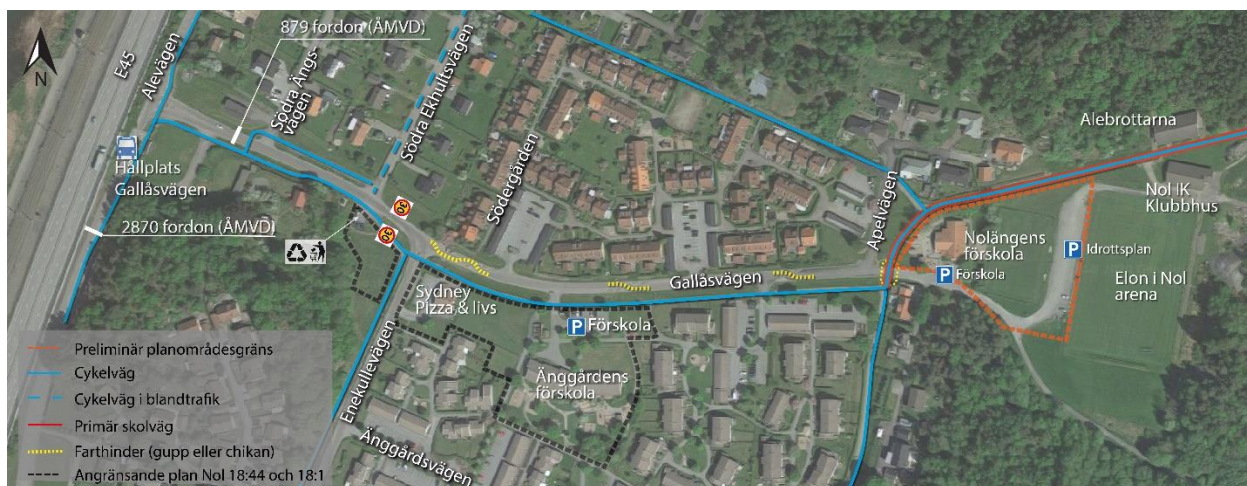 879 fordon (ÅMVD)
E45
Alevägen
N
Södra Ängs-
vägen
Södra Ekhultsvägen
Hållplats
Gallåsvägen
2870 fordon (ÅMVD)
30
30
Södergården
Apelvägen
Alebrottarna
Nol IK
Klubbhus
Nolängens
förskola
P Idrottsplan
P Förskola
Elon i Nol
arena
Gallåsvägen
Sydney
Pizza & livs
P Förskola
Änggårdens
förskola
Enekullevägen
Änggårdsvägen
Preliminär planområdesgräns
Cykelväg
Cykelväg i blandtrafik
Primär skolväg
Farthinder (gupp eller chikan)
Angränsande plan Nol 18:44 och 18:1